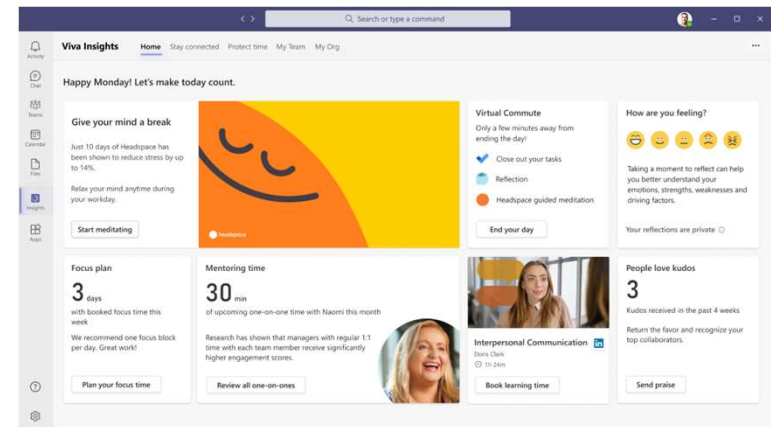 Search or type a command
Activity
Chat
Teams
Calendar
Files
Insights
Apps
Viva Insights
Home
Stay connected
Protect time
My Team
My Org
Happy Monday! Let's make today count.
Give your mind a break
Just 10 days of Headspace has
been shown to reduce stress by up
to 14%.
Relax your mind anytime during
your workday.
Start meditating
headspace
Virtual Commute
Only a few minutes away from
ending the day!
Close out your tasks
Reflection
Headspace guided meditation
End your day
How are you feeling?
Taking a moment to reflect can help
you better understand your
emotions, strengths, weaknesses and
driving factors.
Your reflections are private
Focus plan
3 days
with booked focus time this
week
We recommend one focus block
per day. Great work!
Plan your focus time
Mentoring time
30 min
of upcoming one-on-one time with Naomi this month
Research has shown that managers with regular 1:1
time with each team member receive significantly
higher engagement scores.
Review all one-on-ones
Interpersonal Communication
in
Doris Clark
1h 24m
Book learning time
People love kudos
3
Kudos received in the past 4 weeks
Return the favor and recognize your
top collaborators.
Send praise